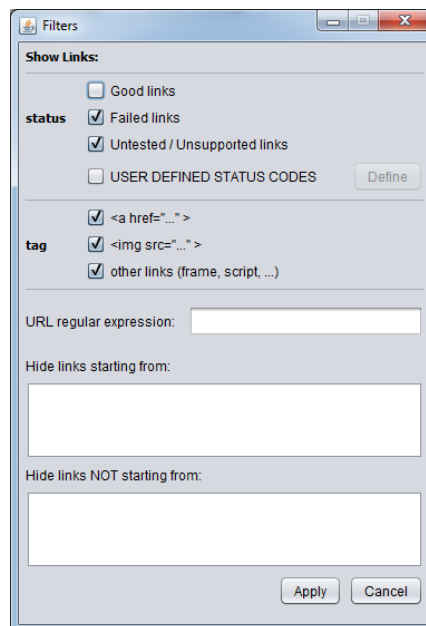 Filters
Show Links:
Good links
status
Failed links
Untested / Unsupported links
USER DEFINED STATUS CODES Define
<a href="..." >
tag
<img src="..." >
other links (frame, script, ...)
URL regular expression:
Hide links starting from:
Hide links NOT starting from:
Apply Cancel